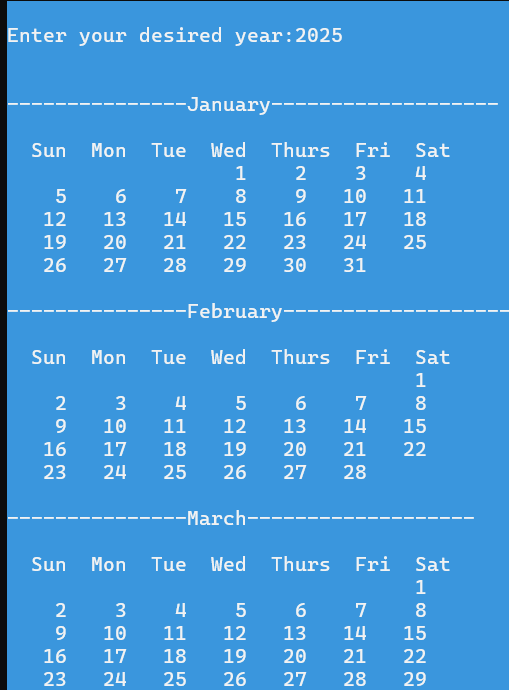 Enter your desired year:2025
---------------January-------------------
Sun Mon Tue Wed Thurs Fri Sat
1 2 3 4
5 6 7 8 9 10 11
12 13 14 15 16 17 18
19 20 21 22 23 24 25
26 27 28 29 30 31
---------------February-------------------
Sun Mon Tue Wed Thurs Fri Sat
1
2 3 4 5 6 7 8
9 10 11 12 13 14 15
16 17 18 19 20 21 22
23 24 25 26 27 28
---------------March-------------------
Sun Mon Tue Wed Thurs Fri Sat
1
2 3 4 5 6 7 8
9 10 11 12 13 14 15
16 17 18 19 20 21 22
23 24 25 26 27 28 29